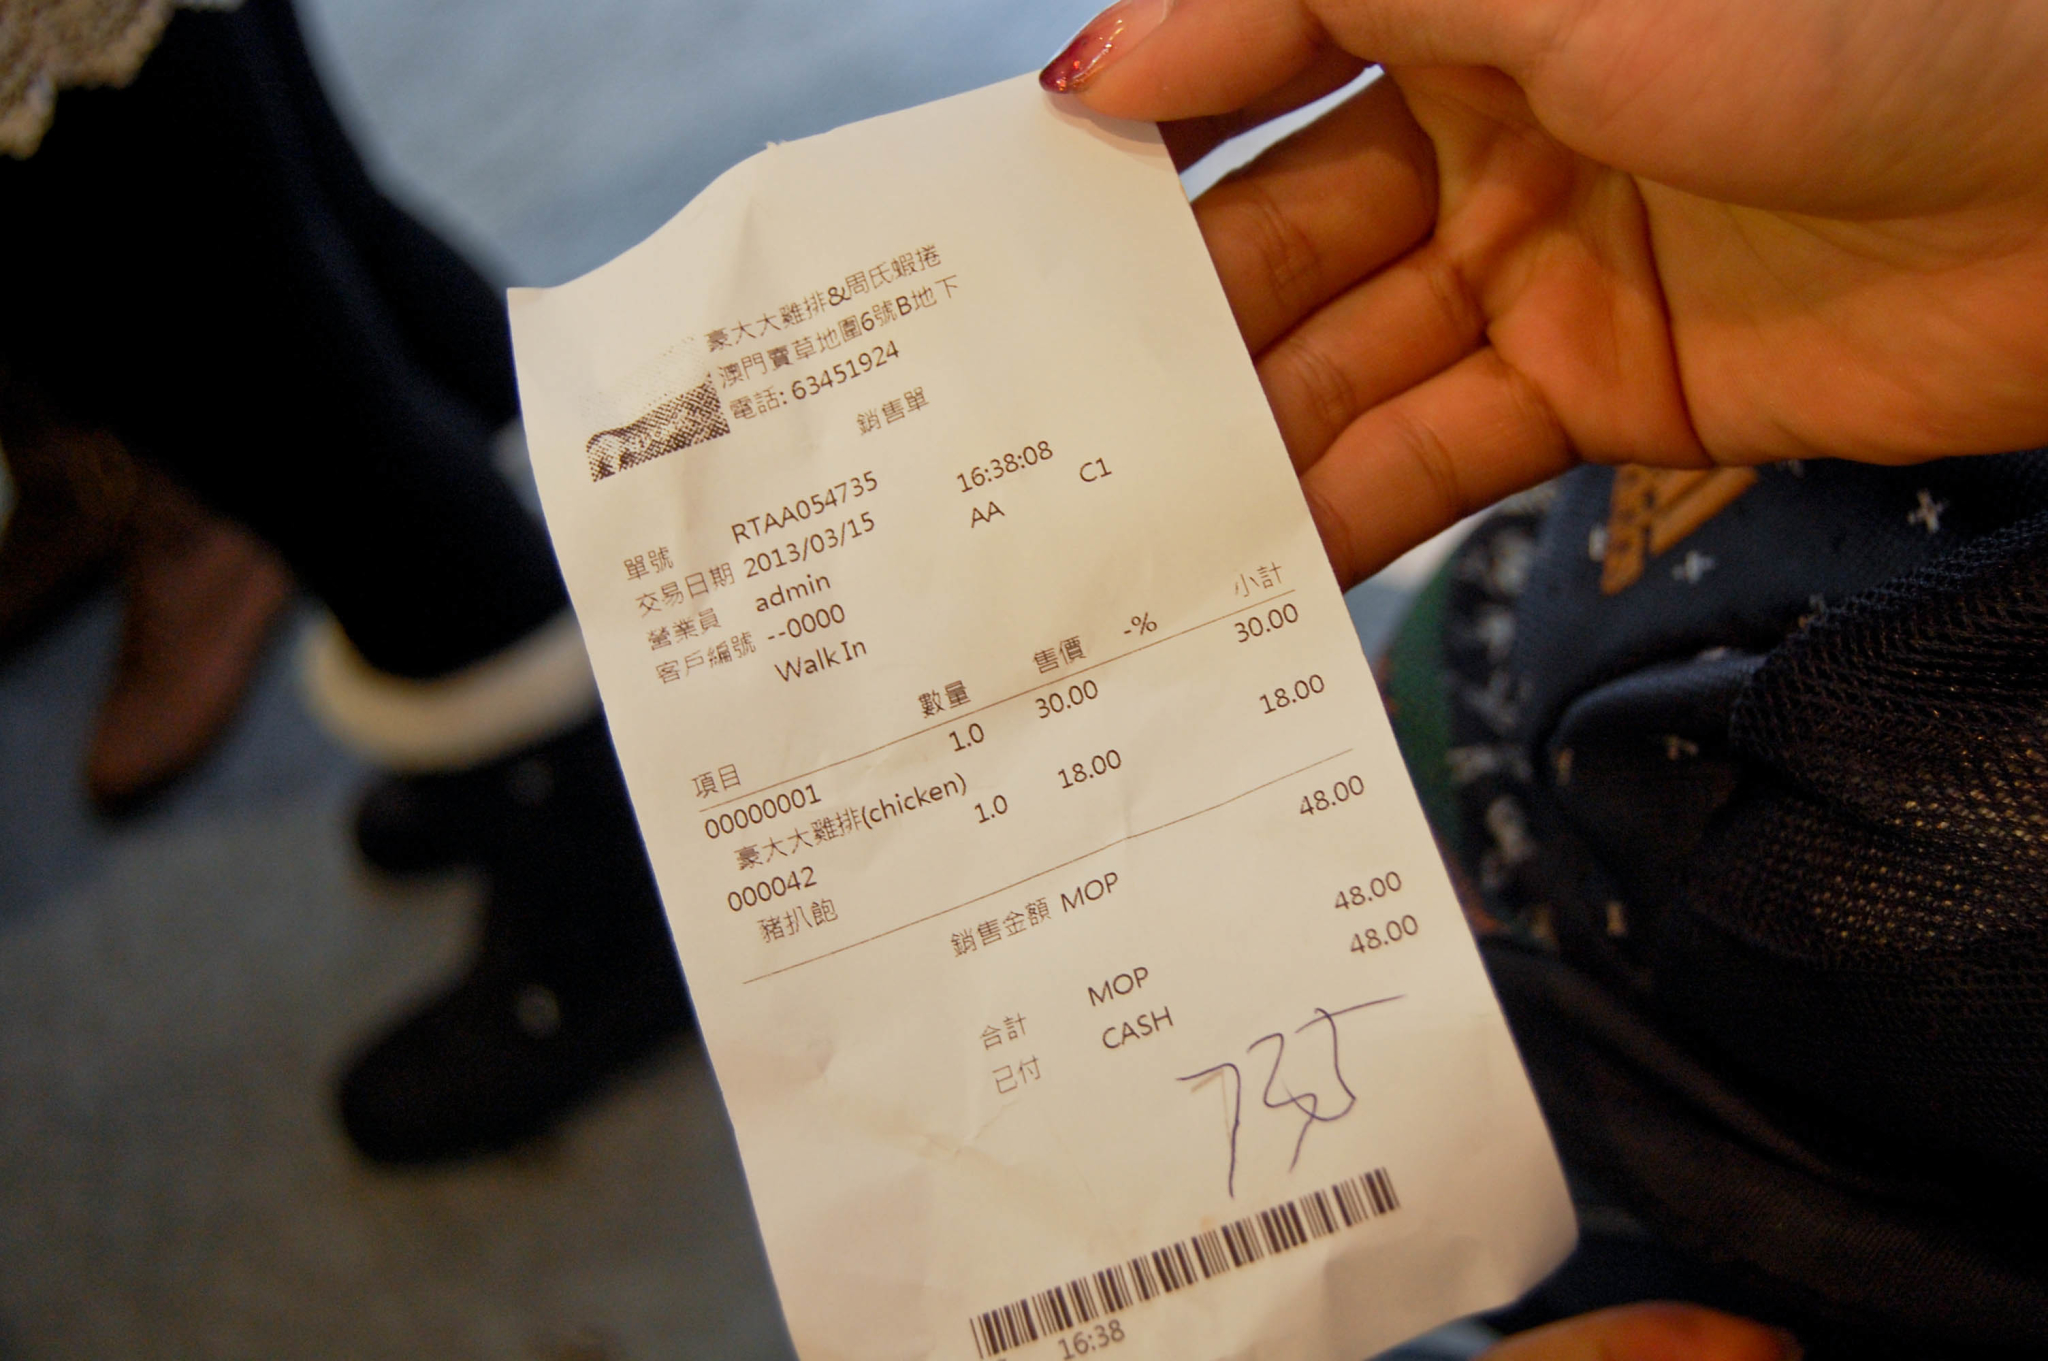 豪大大雞排&周氏蝦捲
澳門賣草地圍6號B地下
電話: 63451924
銷售單
單號 RTAA054735 16:38:08
交易日期 2013/03/15 AA C1
營業員 admin
客戶編號 --0000
Walk In
項目 數量 售價 -% 小計
00000001 1.0 30.00 30.00
豪大大雞排(chicken)
000042 1.0 18.00 18.00
豬扒飽
銷售金額 MOP 48.00
合計 MOP 48.00
已付 CASH 48.00
735
16:38